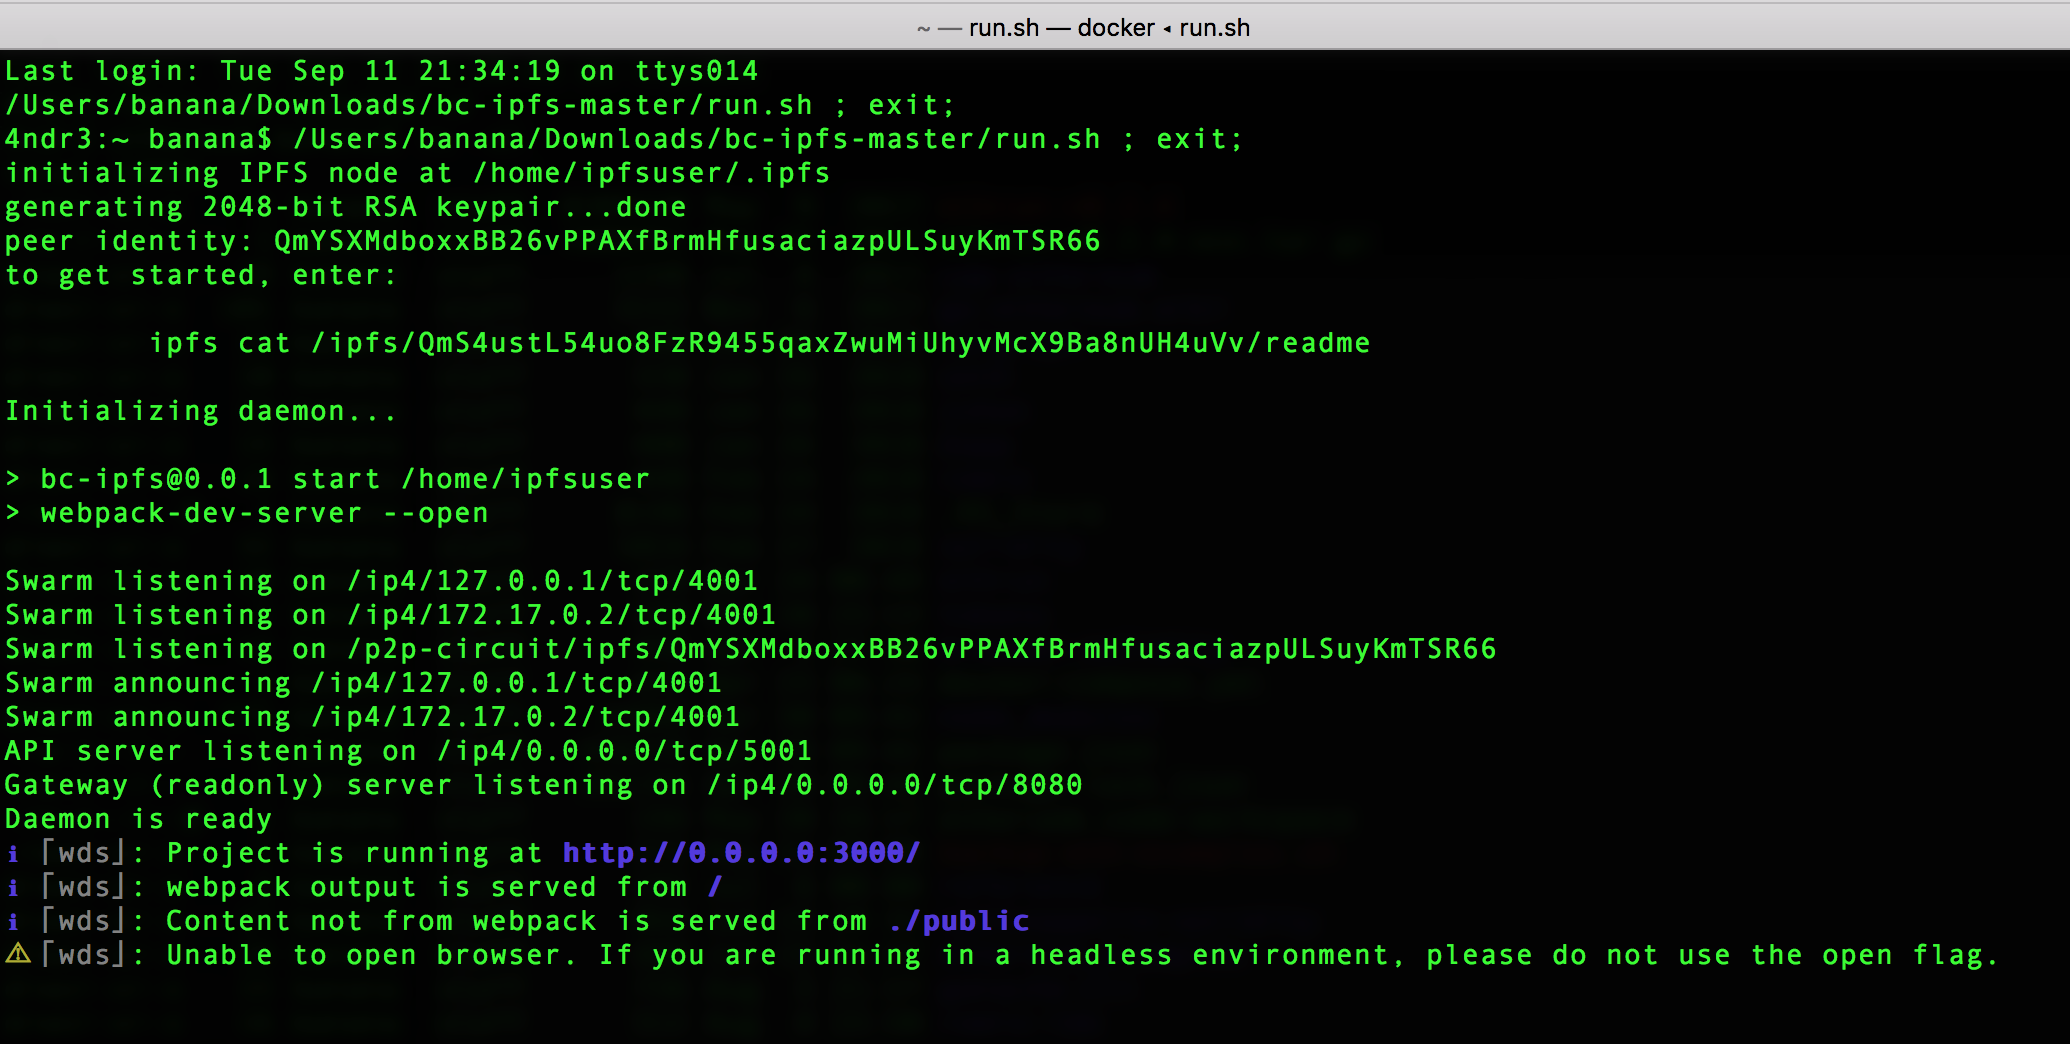 ~ — run.sh — docker ◂ run.sh
Last login: Tue Sep 11 21:34:19 on ttys014
/Users/banana/Downloads/bc-ipfs-master/run.sh ; exit;
4ndr3:~ banana$ /Users/banana/Downloads/bc-ipfs-master/run.sh ; exit;
initializing IPFS node at /home/ipfsuser/.ipfs
generating 2048-bit RSA keypair...done
peer identity: QmYSXMdboxxBB26vPPAXfBrmHfusaciazpULSuyKmTSR66
to get started, enter:
ipfs cat /ipfs/QmS4ustL54uo8FzR9455qaxZwuMiUhyvMcX9Ba8nUH4uVv/readme
Initializing daemon...
> bc-ipfs@0.0.1 start /home/ipfsuser
> webpack-dev-server --open
Swarm listening on /ip4/127.0.0.1/tcp/4001
Swarm listening on /ip4/172.17.0.2/tcp/4001
Swarm listening on /p2p-circuit/ipfs/QmYSXMdboxxBB26vPPAXfBrmHfusaciazpULSuyKmTSR66
Swarm announcing /ip4/127.0.0.1/tcp/4001
Swarm announcing /ip4/172.17.0.2/tcp/4001
API server listening on /ip4/0.0.0.0/tcp/5001
Gateway (readonly) server listening on /ip4/0.0.0.0/tcp/8080
Daemon is ready
ℹ ⌈wds⌋: Project is running at http://0.0.0.0:3000/
ℹ ⌈wds⌋: webpack output is served from /
ℹ ⌈wds⌋: Content not from webpack is served from ./public
⚠ ⌈wds⌋: Unable to open browser. If you are running in a headless environment, please do not use the open flag.